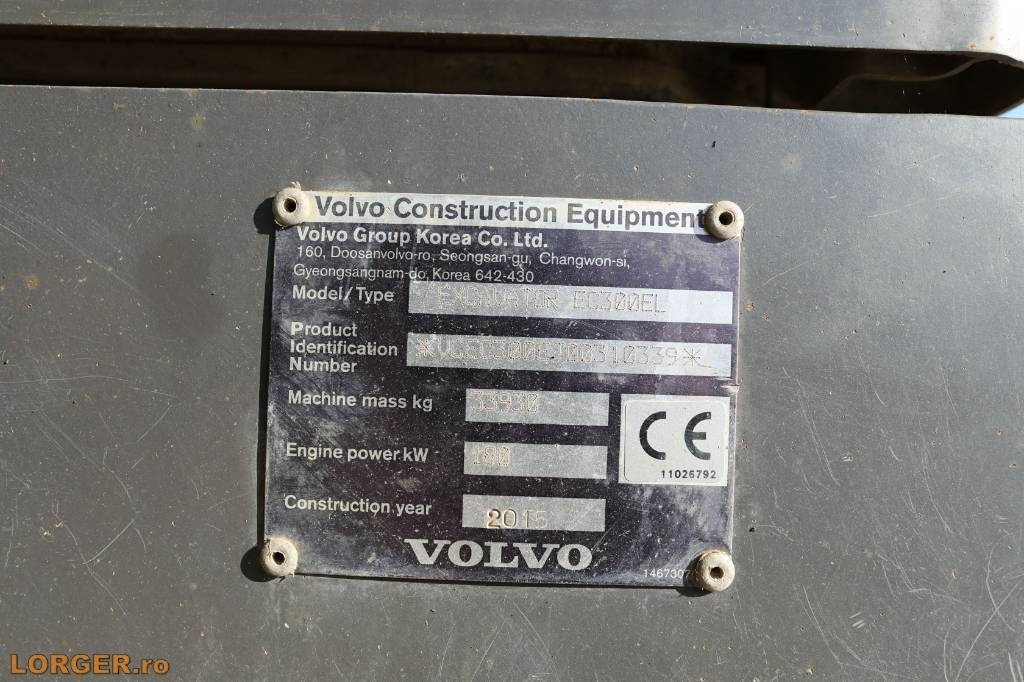 Volvo Construction Equipment
Volvo Group Korea Co. Ltd.
160, Doosanvolvo-ro, Seongsan-gu, Changwon-si,
Gyeongsangnam-do, Korea 642-430
Model/Type EXCAVATOR EC300EL
Product
Identification
Number
Machine mass kg 33930
CE
Engine power kW 180
11026792
Construction year
VOLVO
LORGER.ro